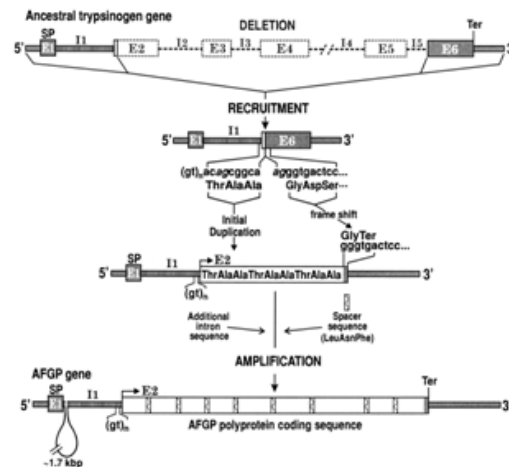 Ancestral trypsinogen gene
DELETION
SP
Ter
5'
E1
I1
E2
I2
E3
I3
E4
I4
E5
I5
E6
3'
RECRUITMENT
5'
E1
I1
E6
3'
(gt)nacagcggca
agggtgactcc...
ThrAlaAla
GlyAspSer...
Initial
Duplication
frame shift
GlyTer
gggtgactcc...
SP
I1
E2
5'
ThrAlaAlaThrAlaAlaThrAlaAla
3'
(gt)n
Additional
intron
sequence
Spacer
sequence
(LeuAsnPhe)
AMPLIFICATION
AFGP gene
SP
I1
E2
Ter
5'
3'
(gt)n
AFGP polyprotein coding sequence
~1.7 kbp